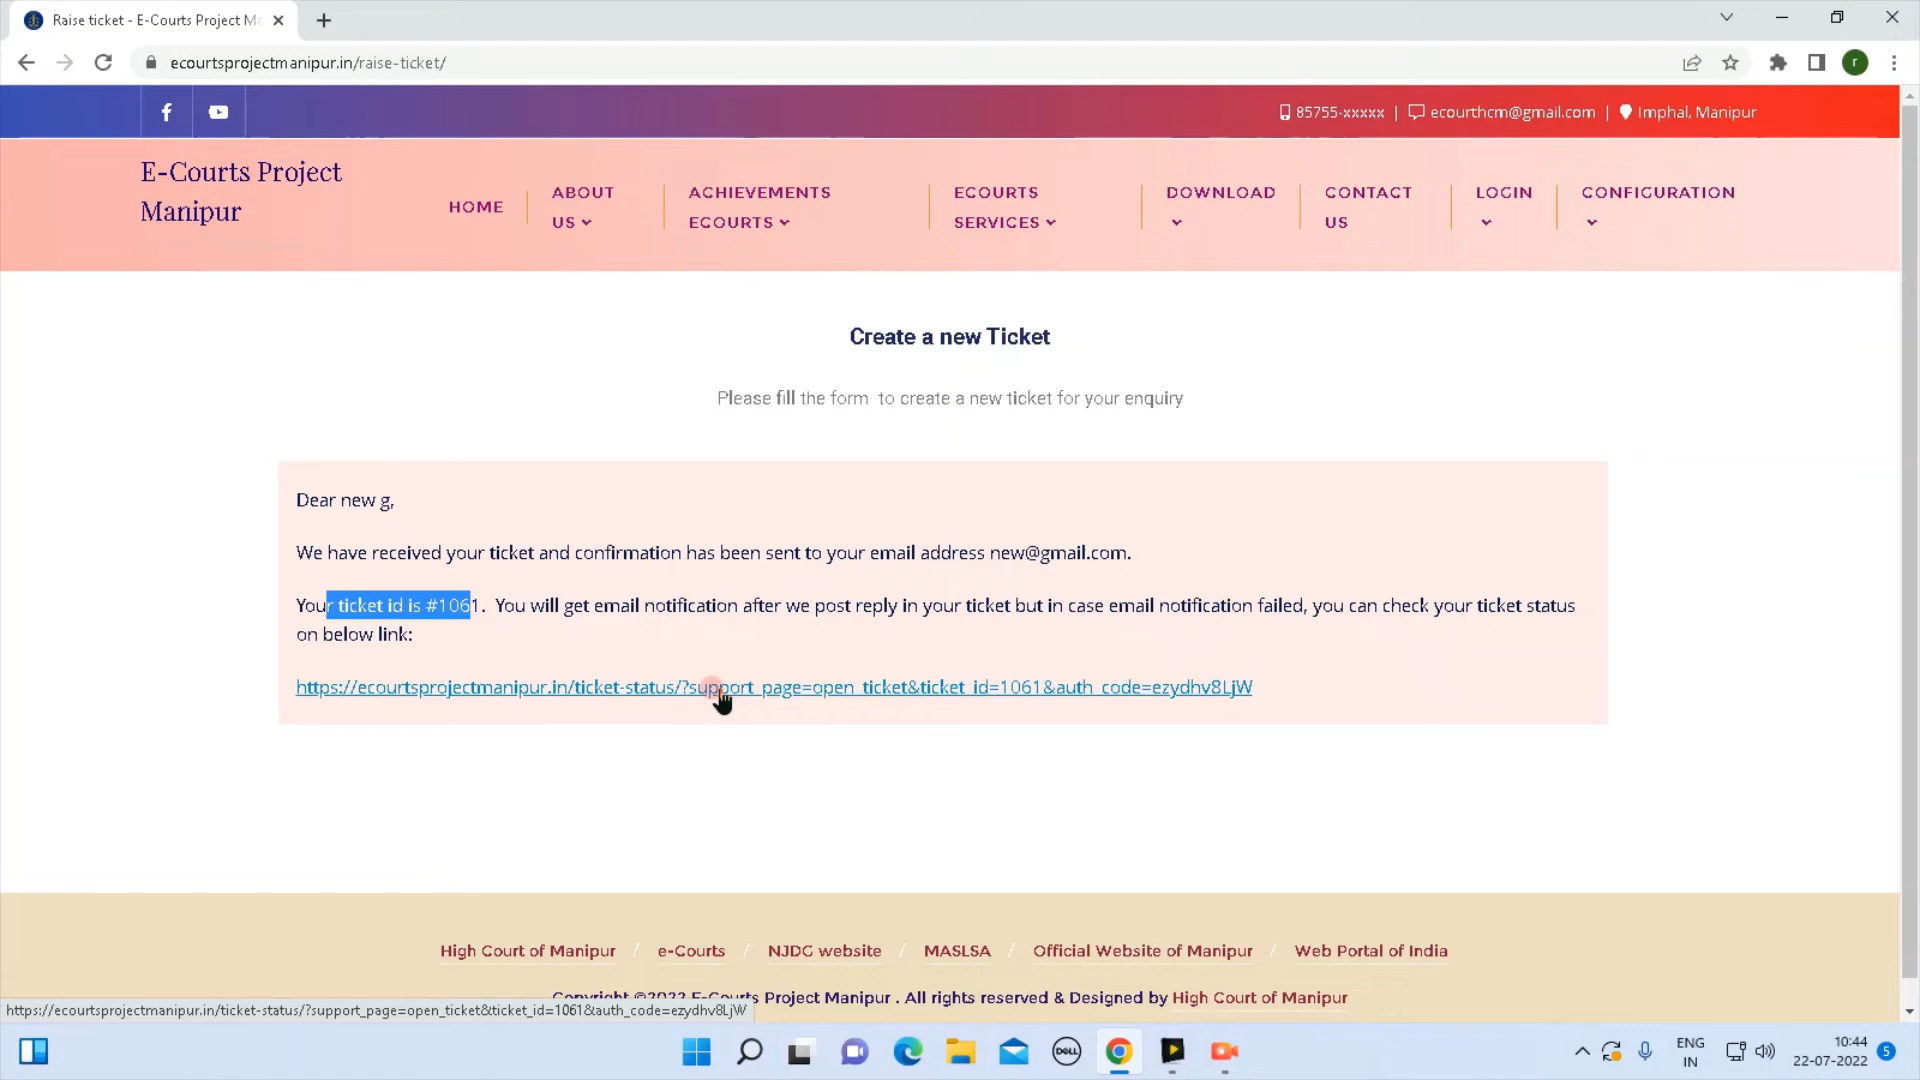 Raise ticket - E-Courts Project Ma
ecourtsprojectmanipur.in/raise-ticket/
r
85755-xxxxx | ecourthcm@gmail.com | Imphal, Manipur
E-Courts Project
Manipur
HOME
ABOUT
US
ACHIEVEMENTS
ECOURTS
ECOURTS
SERVICES
DOWNLOAD
CONTACT
US
LOGIN
CONFIGURATION
Create a new Ticket
Please fill the form to create a new ticket for your enquiry
Dear new g,
We have received your ticket and confirmation has been sent to your email address new@gmail.com.
Your ticket id is #1061. You will get email notification after we post reply in your ticket but in case email notification failed, you can check your ticket status
on below link:
https://ecourtsprojectmanipur.in/ticket-status/?support_page=open_ticket&ticket_id=1061&auth_code=ezydhv8LjW
High Court of Manipur / e-Courts / NJDG website / MASLSA / Official Website of Manipur / Web Portal of India
Copyright ©2022 E-Courts Project Manipur . All rights reserved & Designed by High Court of Manipur
https://ecourtsprojectmanipur.in/ticket-status/?support_page=open_ticket&ticket_id=1061&auth_code=ezydhv8LjW
DELL
ENG
IN
10:44
22-07-2022
5